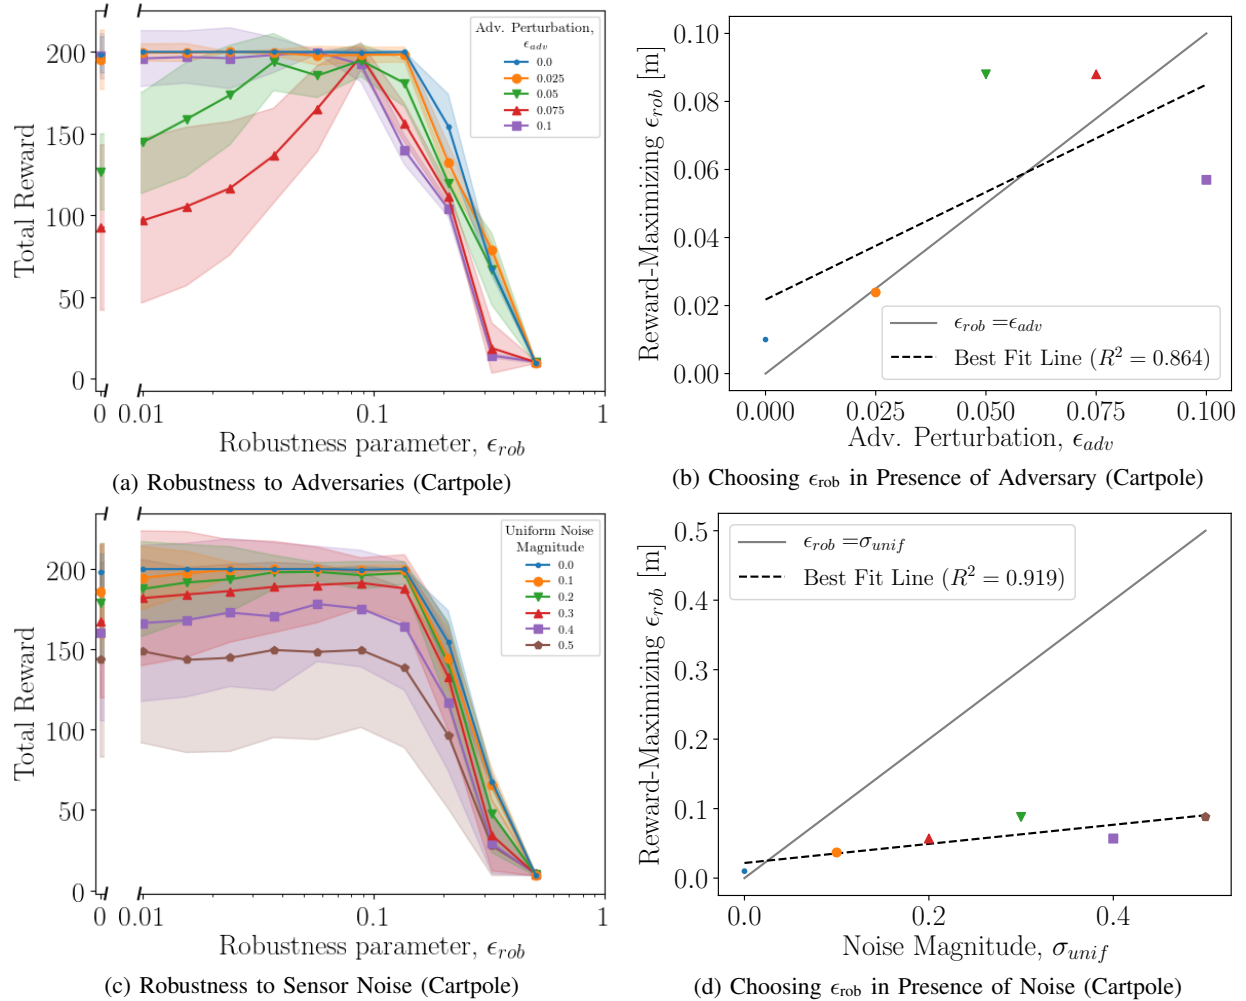 Adv. Perturbation,
ϵ_adv
0.0
0.025
0.05
0.075
0.1
200
150
100
50
0
Total Reward
0 0.01 0.1 1
Robustness parameter, ϵ_rob
(a) Robustness to Adversaries (Cartpole)
0.10
0.08
0.06
0.04
0.02
0.00
Reward-Maximizing ϵ_rob [m]
ϵ_rob = ϵ_adv
Best Fit Line (R² = 0.864)
0.000 0.025 0.050 0.075 0.100
Adv. Perturbation, ϵ_adv
(b) Choosing ϵ_rob in Presence of Adversary (Cartpole)
Uniform Noise
Magnitude
0.0
0.1
0.2
0.3
0.4
0.5
200
150
100
50
0
Total Reward
0 0.01 0.1 1
Robustness parameter, ϵ_rob
(c) Robustness to Sensor Noise (Cartpole)
0.5
0.4
0.3
0.2
0.1
0.0
Reward-Maximizing ϵ_rob [m]
ϵ_rob = σ_unif
Best Fit Line (R² = 0.919)
0.0 0.2 0.4
Noise Magnitude, σ_unif
(d) Choosing ϵ_rob in Presence of Noise (Cartpole)